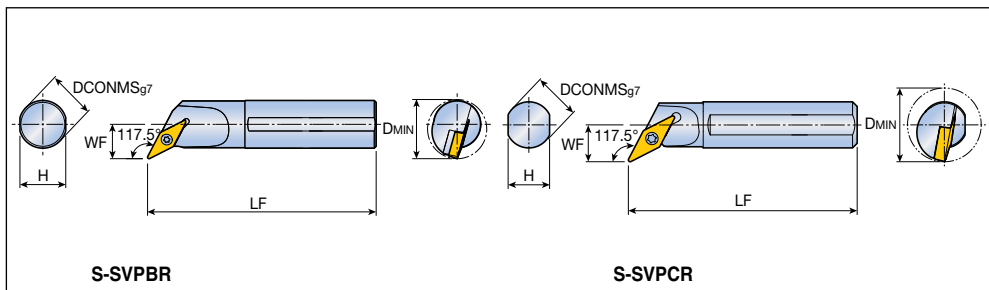 DCONMSg7
117.5°
WF
H
LF
DMIN
S-SVPBR
DCONMSg7
117.5°
WF
H
LF
DMIN
S-SVPCR